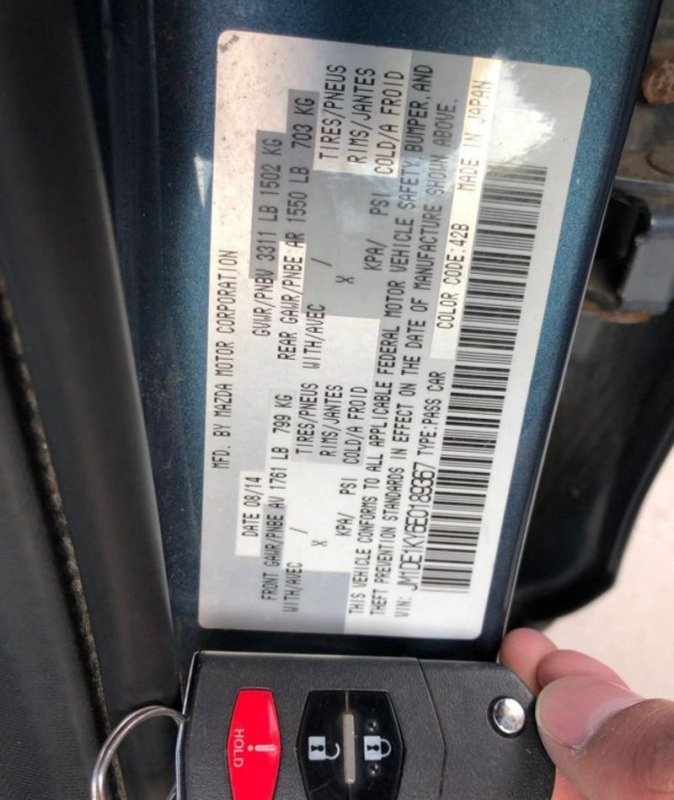 MFD. BY MAZDA MOTOR CORPORATION
DATE 08/14
GVWR/PNBV 3311 LB 1502 KG
FRONT GAWR/PNBE AV 1761 LB 799 KG
REAR GAWR/PNBE AR 1550 LB 703 KG
WITH/AVEC / TIRES/PNEUS WITH/AVEC / TIRES/PNEUS
X RIMS/JANTES X RIMS/JANTES
KPA/ PSI COLD/A FROID KPA/ PSI COLD/A FROID
THIS VEHICLE CONFORMS TO ALL APPLICABLE FEDERAL MOTOR VEHICLE SAFETY, BUMPER, AND
THEFT PREVENTION STANDARDS IN EFFECT ON THE DATE OF MANUFACTURE SHOWN ABOVE.
VIN: JM1DE1KY6E0189367 TYPE:PASS CAR COLOR CODE:42B MADE IN JAPAN
HOLD